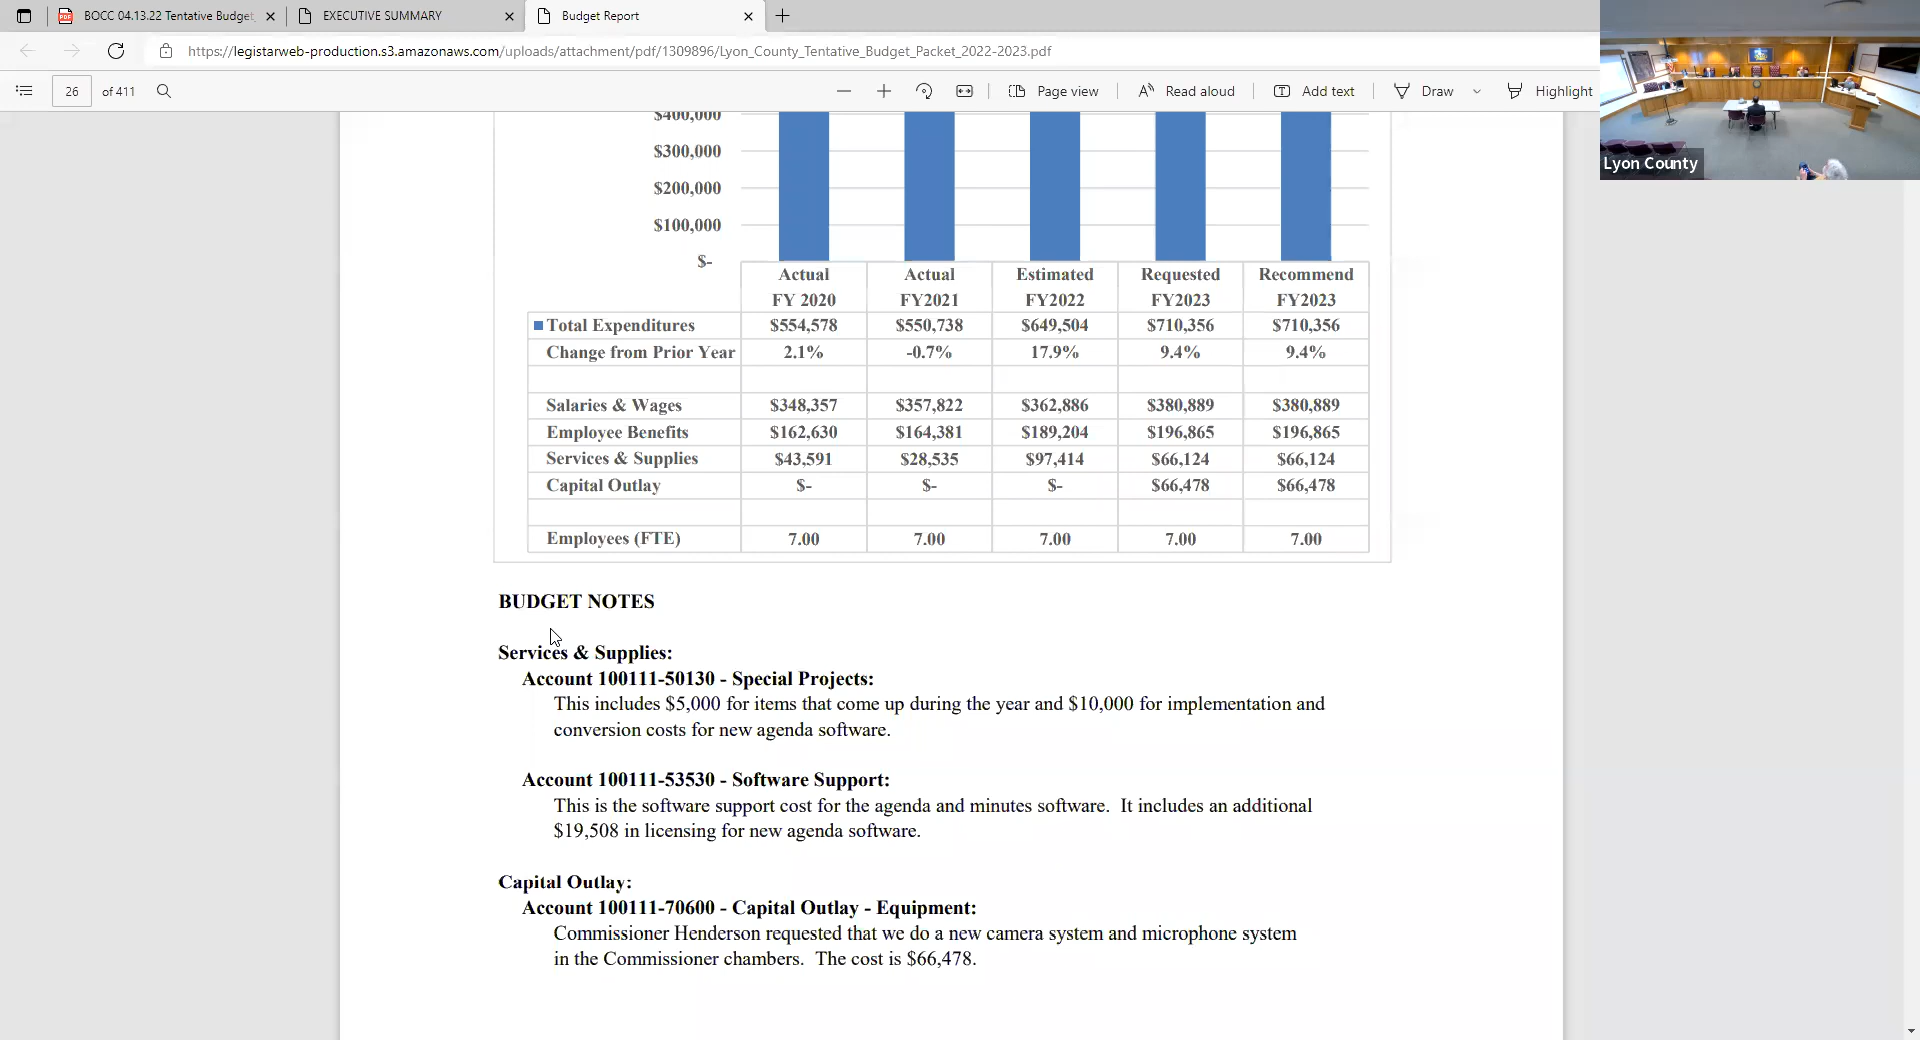 BOCC 04.13.22 Tentative Budget
EXECUTIVE SUMMARY
Budget Report
https://legistarweb-production.s3.amazonaws.com/uploads/attachment/pdf/1309896/Lyon_County_Tentative_Budget_Packet_2022-2023.pdf
26 of 411
Page view
Read aloud
Add text
Draw
Highlight
Lyon County
$400,000
$300,000
$200,000
$100,000
$-
Actual Actual Estimated Requested Recommend
FY 2020 FY2021 FY2022 FY2023 FY2023
Total Expenditures $554,578 $550,738 $649,504 $710,356 $710,356
Change from Prior Year 2.1% -0.7% 17.9% 9.4% 9.4%
Salaries & Wages $348,357 $357,822 $362,886 $380,889 $380,889
Employee Benefits $162,630 $164,381 $189,204 $196,865 $196,865
Services & Supplies $43,591 $28,535 $97,414 $66,124 $66,124
Capital Outlay $- $- $- $66,478 $66,478
Employees (FTE) 7.00 7.00 7.00 7.00 7.00
BUDGET NOTES
Services & Supplies:
Account 100111-50130 - Special Projects:
This includes $5,000 for items that come up during the year and $10,000 for implementation and
conversion costs for new agenda software.
Account 100111-53530 - Software Support:
This is the software support cost for the agenda and minutes software. It includes an additional
$19,508 in licensing for new agenda software.
Capital Outlay:
Account 100111-70600 - Capital Outlay - Equipment:
Commissioner Henderson requested that we do a new camera system and microphone system
in the Commissioner chambers. The cost is $66,478.